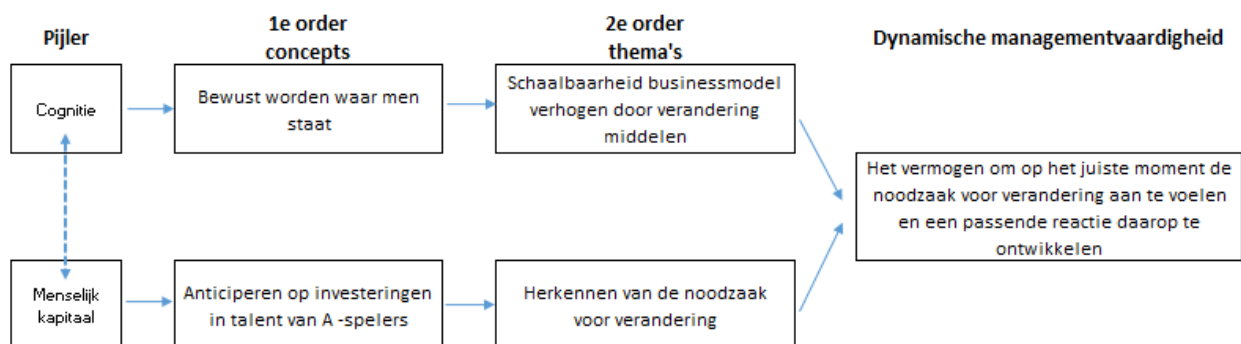 Pijler
1e order
concepts
2e order
thema's
Dynamische managementvaardigheid
Cognitie
Bewust worden waar men
staat
Schaalbaarheid businessmodel
verhogen door verandering
middelen
Het vermogen om op het juiste moment de
noodzaak voor verandering aan te voelen
en een passende reactie daarop te
ontwikkelen
Menselijk
kapitaal
Anticiperen op investeringen
in talent van A -spelers
Herkennen van de noodzaak
voor verandering